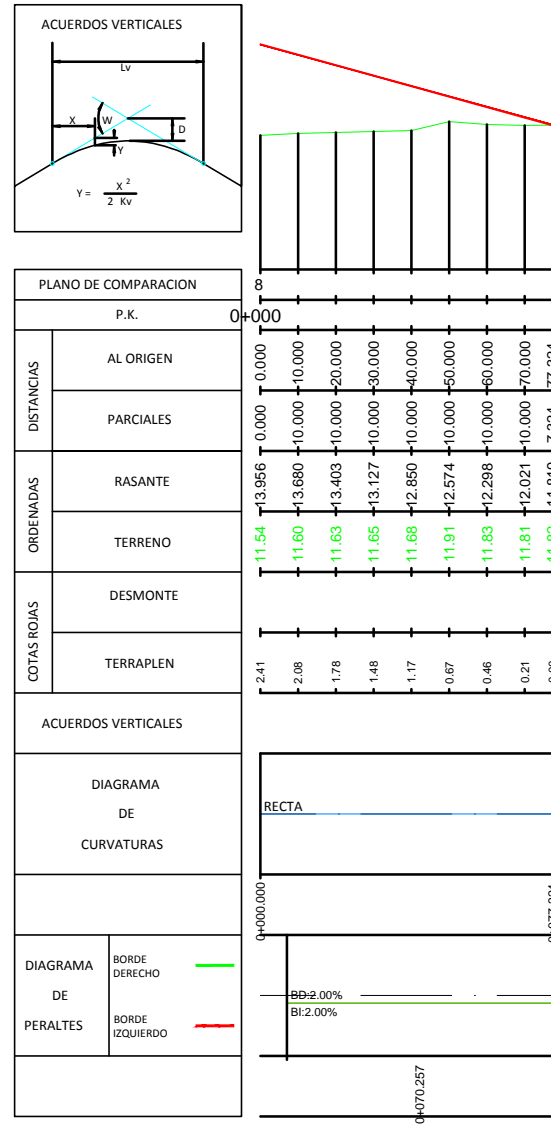 ACUERDOS VERTICALES
Lv
X
W
D
Y
Y = X 2
2 Kv
PLANO DE COMPARACION
8
P.K.
0+000
DISTANCIAS
AL ORIGEN
0.000 10.000 20.000 30.000 40.000 50.000 60.000 70.000
PARCIALES
0.000 10.000 10.000 10.000 10.000 10.000 10.000 10.000
ORDENADAS
RASANTE
13.956 13.680 13.403 13.127 12.850 12.574 12.298 12.021
TERRENO
11.54 11.60 11.63 11.65 11.68 11.91 11.83 11.81
COTAS ROJAS
DESMONTE
TERRAPLEN
2.41 2.08 1.78 1.48 1.17 0.67 0.46 0.21
ACUERDOS VERTICALES
DIAGRAMA
DE
CURVATURAS
RECTA
0+000.000
DIAGRAMA
DE
PERALTES
BORDE
DERECHO
BORDE
IZQUIERDO
BD:2.00%
BI:2.00%
0+070.257